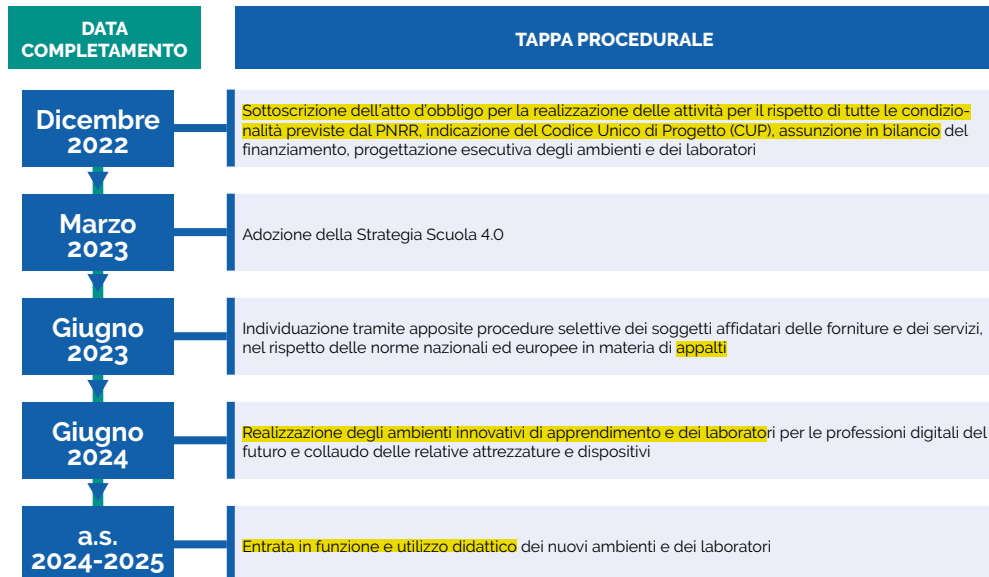 DATA
COMPLETAMENTO
TAPPA PROCEDURALE
Dicembre
2022
Sottoscrizione dell'atto d'obbligo per la realizzazione delle attività per il rispetto di tutte le condizio-
nalità previste dal PNRR, indicazione del Codice Unico di Progetto (CUP), assunzione in bilancio del
finanziamento, progettazione esecutiva degli ambienti e dei laboratori
Marzo
2023
Adozione della Strategia Scuola 4.0
Giugno
2023
Individuazione tramite apposite procedure selettive dei soggetti affidatari delle forniture e dei servizi,
nel rispetto delle norme nazionali ed europee in materia di appalti
Giugno
2024
Realizzazione degli ambienti innovativi di apprendimento e dei laboratori per le professioni digitali del
futuro e collaudo delle relative attrezzature e dispositivi
a.s.
2024-2025
Entrata in funzione e utilizzo didattico dei nuovi ambienti e dei laboratori